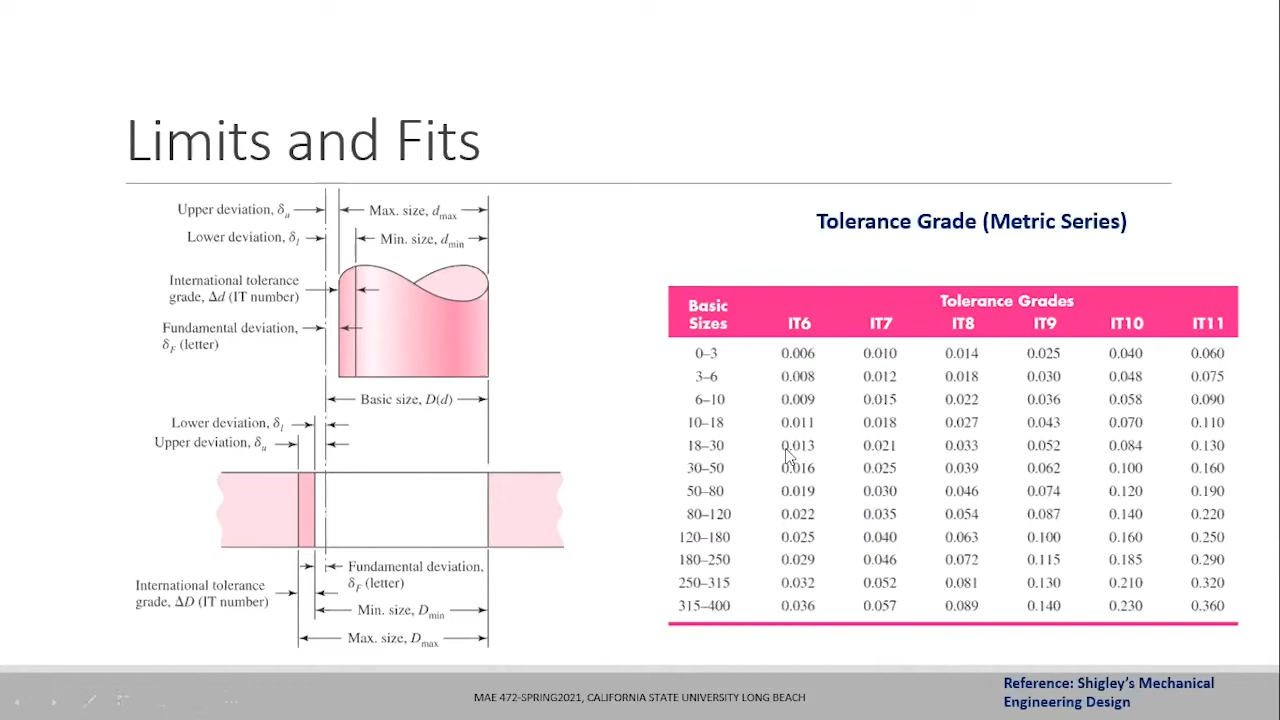 Limits and Fits
Upper deviation, δu
Max. size, dmax
Lower deviation, δl
Min. size, dmin
International tolerance
grade, Δd (IT number)
Fundamental deviation,
δF (letter)
Basic size, D(d)
Lower deviation, δl
Upper deviation, δu
Fundamental deviation,
δF (letter)
International tolerance
grade, ΔD (IT number)
Min. size, Dmin
Max. size, Dmax
Tolerance Grade (Metric Series)
Basic
Sizes
Tolerance Grades
IT6 IT7 IT8 IT9 IT10 IT11
0–3 0.006 0.010 0.014 0.025 0.040 0.060
3–6 0.008 0.012 0.018 0.030 0.048 0.075
6–10 0.009 0.015 0.022 0.036 0.058 0.090
10–18 0.011 0.018 0.027 0.043 0.070 0.110
18–30 0.013 0.021 0.033 0.052 0.084 0.130
30–50 0.016 0.025 0.039 0.062 0.100 0.160
50–80 0.019 0.030 0.046 0.074 0.120 0.190
80–120 0.022 0.035 0.054 0.087 0.140 0.220
120–180 0.025 0.040 0.063 0.100 0.160 0.250
180–250 0.029 0.046 0.072 0.115 0.185 0.290
250–315 0.032 0.052 0.081 0.130 0.210 0.320
315–400 0.036 0.057 0.089 0.140 0.230 0.360
MAE 472-SPRING2021, CALIFORNIA STATE UNIVERSITY LONG BEACH
Reference: Shigley's Mechanical
Engineering Design